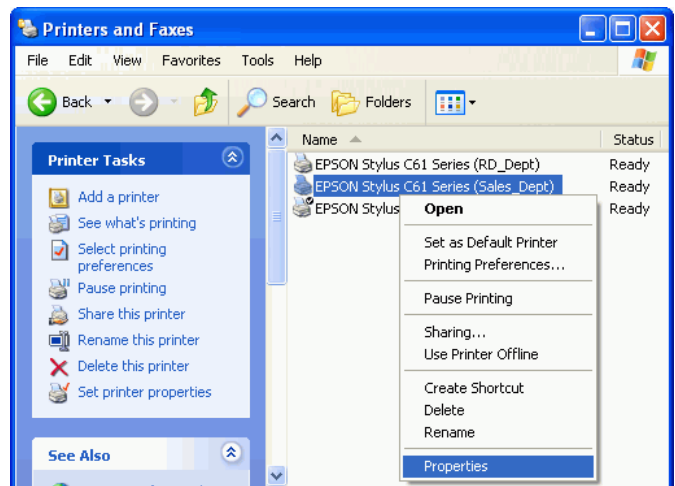 Printers and Faxes
File Edit View Favorites Tools Help
Back Search Folders
Name Status
Printer Tasks
Add a printer
See what's printing
Select printing
preferences
Pause printing
Share this printer
Rename this printer
Delete this printer
Set printer properties
See Also
EPSON Stylus C61 Series (RD_Dept) Ready
EPSON Stylus C61 Series (Sales_Dept) Ready
EPSON Stylus Ready
Open
Set as Default Printer
Printing Preferences...
Pause Printing
Sharing...
Use Printer Offline
Create Shortcut
Delete
Rename
Properties